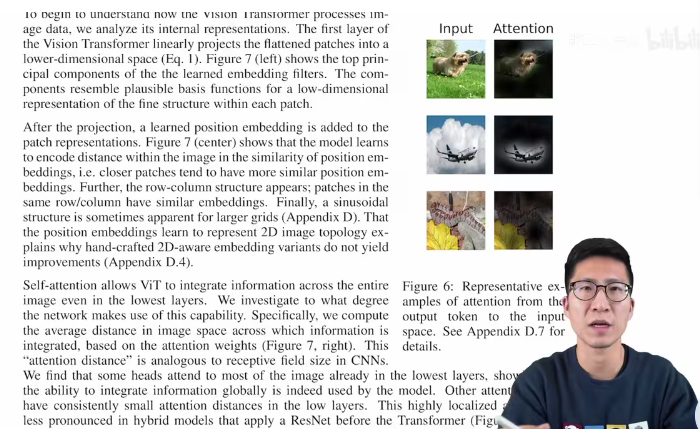 To begin to understand how the Vision Transformer processes im-
age data, we analyze its internal representations. The first layer of
the Vision Transformer linearly projects the flattened patches into a
lower-dimensional space (Eq. 1). Figure 7 (left) shows the top prin-
cipal components of the the learned embedding filters. The com-
ponents resemble plausible basis functions for a low-dimensional
representation of the fine structure within each patch.
After the projection, a learned position embedding is added to the
patch representations. Figure 7 (center) shows that the model learns
to encode distance within the image in the similarity of position em-
beddings, i.e. closer patches tend to have more similar position em-
beddings. Further, the row-column structure appears; patches in the
same row/column have similar embeddings. Finally, a sinusoidal
structure is sometimes apparent for larger grids (Appendix D). That
the position embeddings learn to represent 2D image topology ex-
plains why hand-crafted 2D-aware embedding variants do not yield
improvements (Appendix D.4).
Self-attention allows ViT to integrate information across the entire
image even in the lowest layers. We investigate to what degree
the network makes use of this capability. Specifically, we compute
the average distance in image space across which information is
integrated, based on the attention weights (Figure 7, right). This
“attention distance” is analogous to receptive field size in CNNs.
We find that some heads attend to most of the image already in the lowest layers, show
the ability to integrate information globally is indeed used by the model. Other attent
have consistently small attention distances in the low layers. This highly localized a
less pronounced in hybrid models that apply a ResNet before the Transformer (Figu
Input Attention
Figure 6: Representative ex-
amples of attention from the
output token to the input
space. See Appendix D.7 for
details.
bilibili